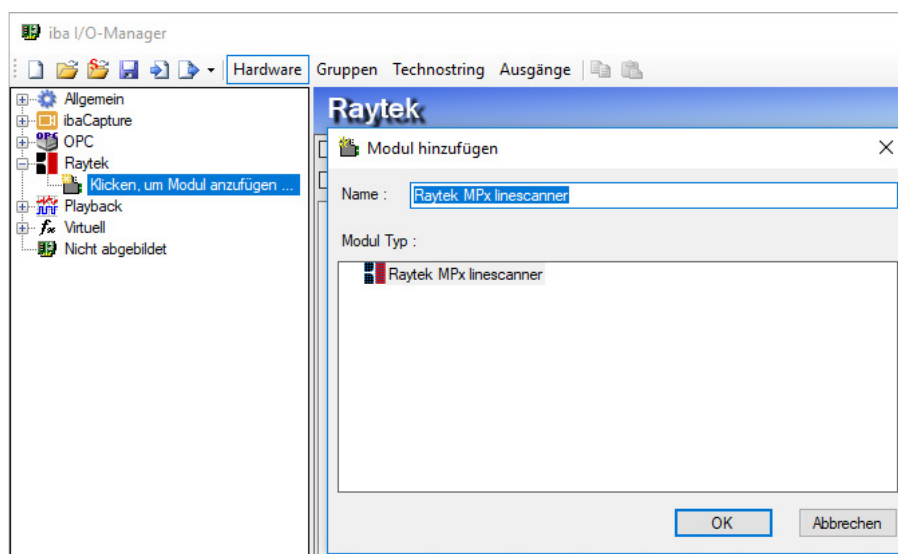 iba I/O-Manager
Hardware Gruppen Technostring Ausgänge
Allgemein
ibaCapture
OPC
Raytek
Klicken, um Modul anzufügen ...
Playback
Virtuell
Nicht abgebildet
Raytek
Modul hinzufügen
Name :
Raytek MPx linescanner
Modul Typ :
Raytek MPx linescanner
OK
Abbrechen